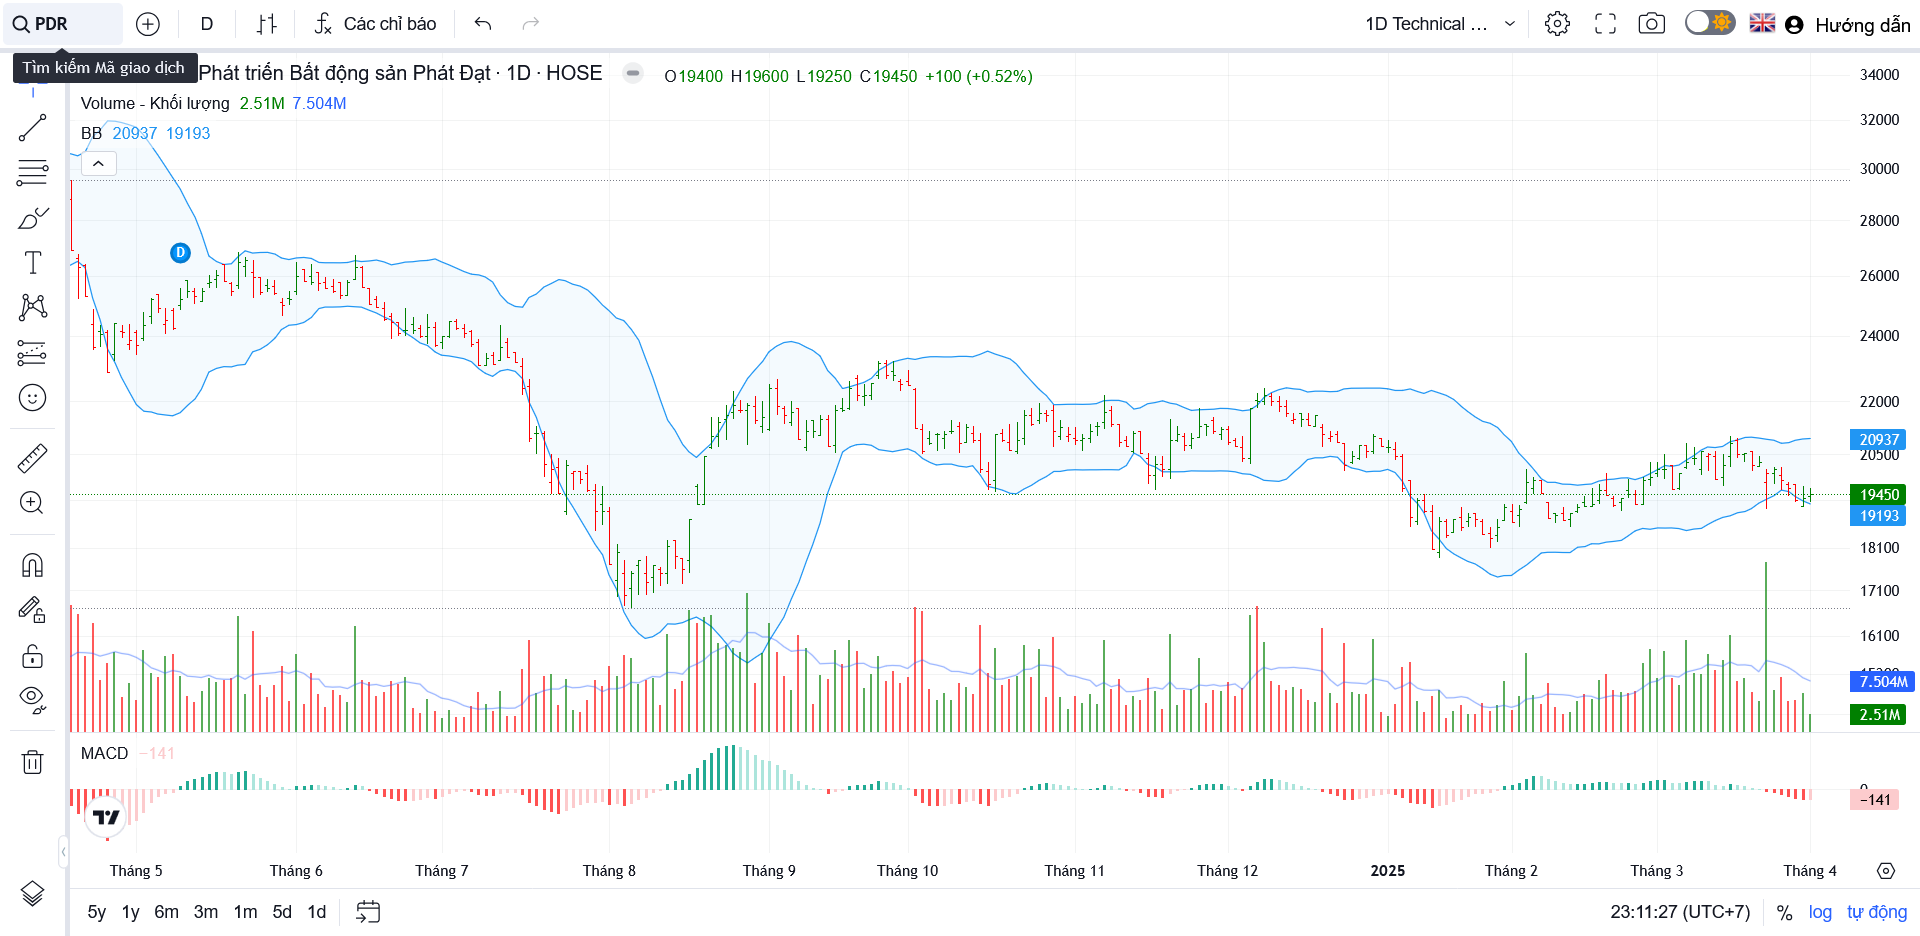 PDR
D
Các chỉ báo
1D Technical ...
Hướng dẫn
Tìm kiếm Mã giao dịch
Phát triển Bất động sản Phát Đạt · 1D · HOSE
O19400 H19600 L19250 C19450 +100 (+0.52%)
Volume - Khối lượng 2.51M 7.504M
BB 20937 19193
D
34000
32000
30000
28000
26000
24000
22000
20937
20500
19450
19193
18100
17100
16100
7.504M
2.51M
MACD −141
−141
Tháng 5 Tháng 6 Tháng 7 Tháng 8 Tháng 9 Tháng 10 Tháng 11 Tháng 12 2025 Tháng 2 Tháng 3 Tháng 4
5y 1y 6m 3m 1m 5d 1d
23:11:27 (UTC+7) % log tự động